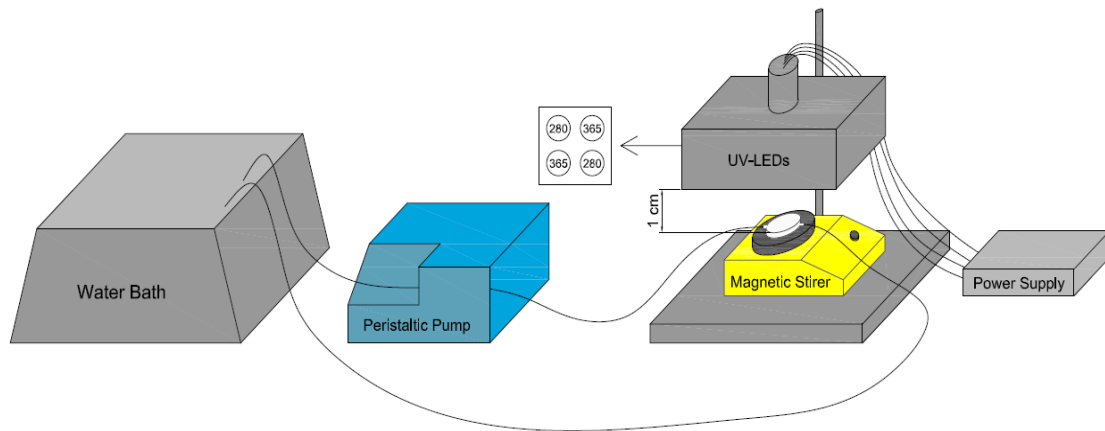 280 365
365 280
UV-LEDs
1 cm
Water Bath
Peristaltic Pump
Magnetic Stirer
Power Supply